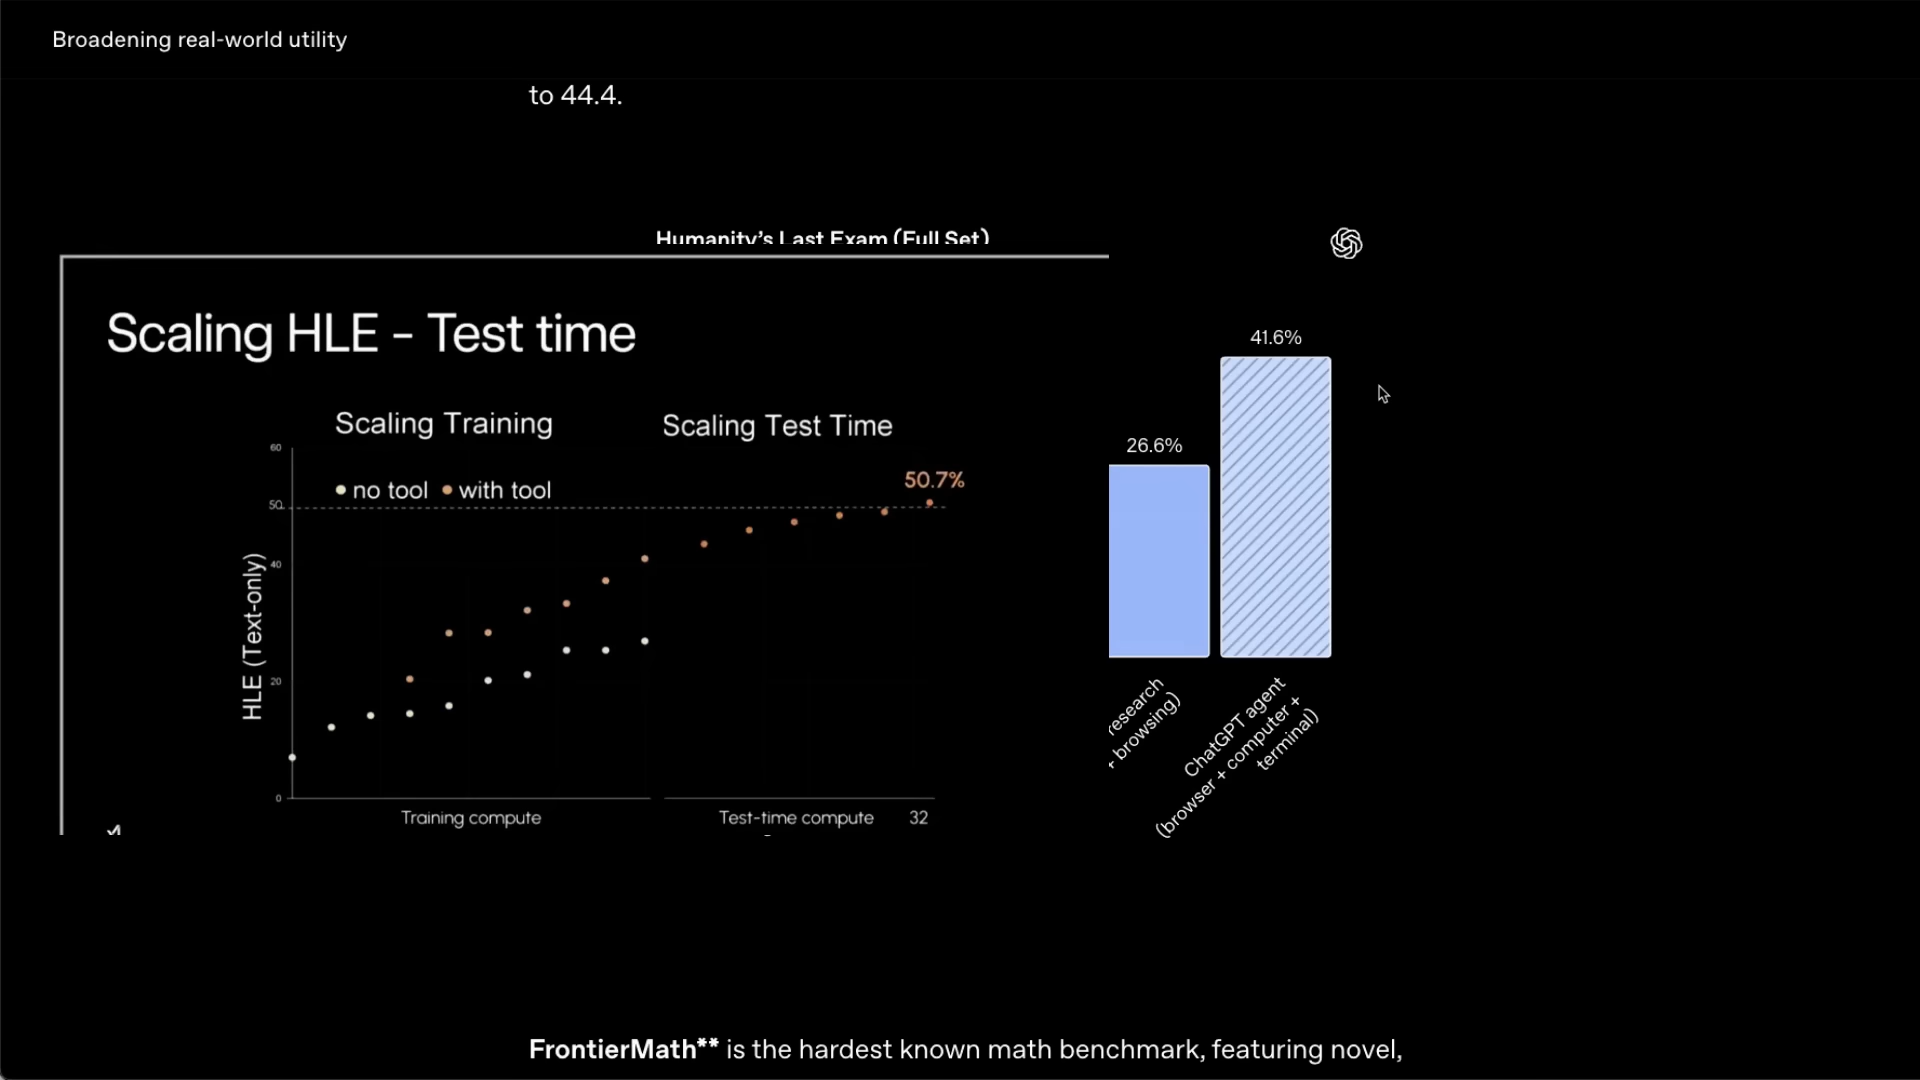 Broadening real-world utility
to 44.4.
Humanity's Last Exam (Full Set)
Scaling HLE – Test time
Scaling Training
Scaling Test Time
no tool
with tool
50.7%
60
50
40
20
0
HLE (Text-only)
Training compute
Test-time compute
32
26.6%
41.6%
research
+ browsing)
ChatGPT agent
(browser + computer +
terminal)
FrontierMath** is the hardest known math benchmark, featuring novel,